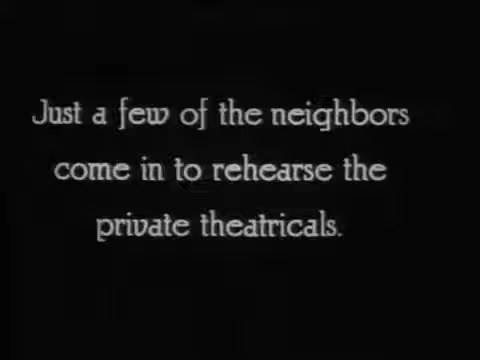 Just a few of the neighbors
come in to rehearse the
private theatricals.